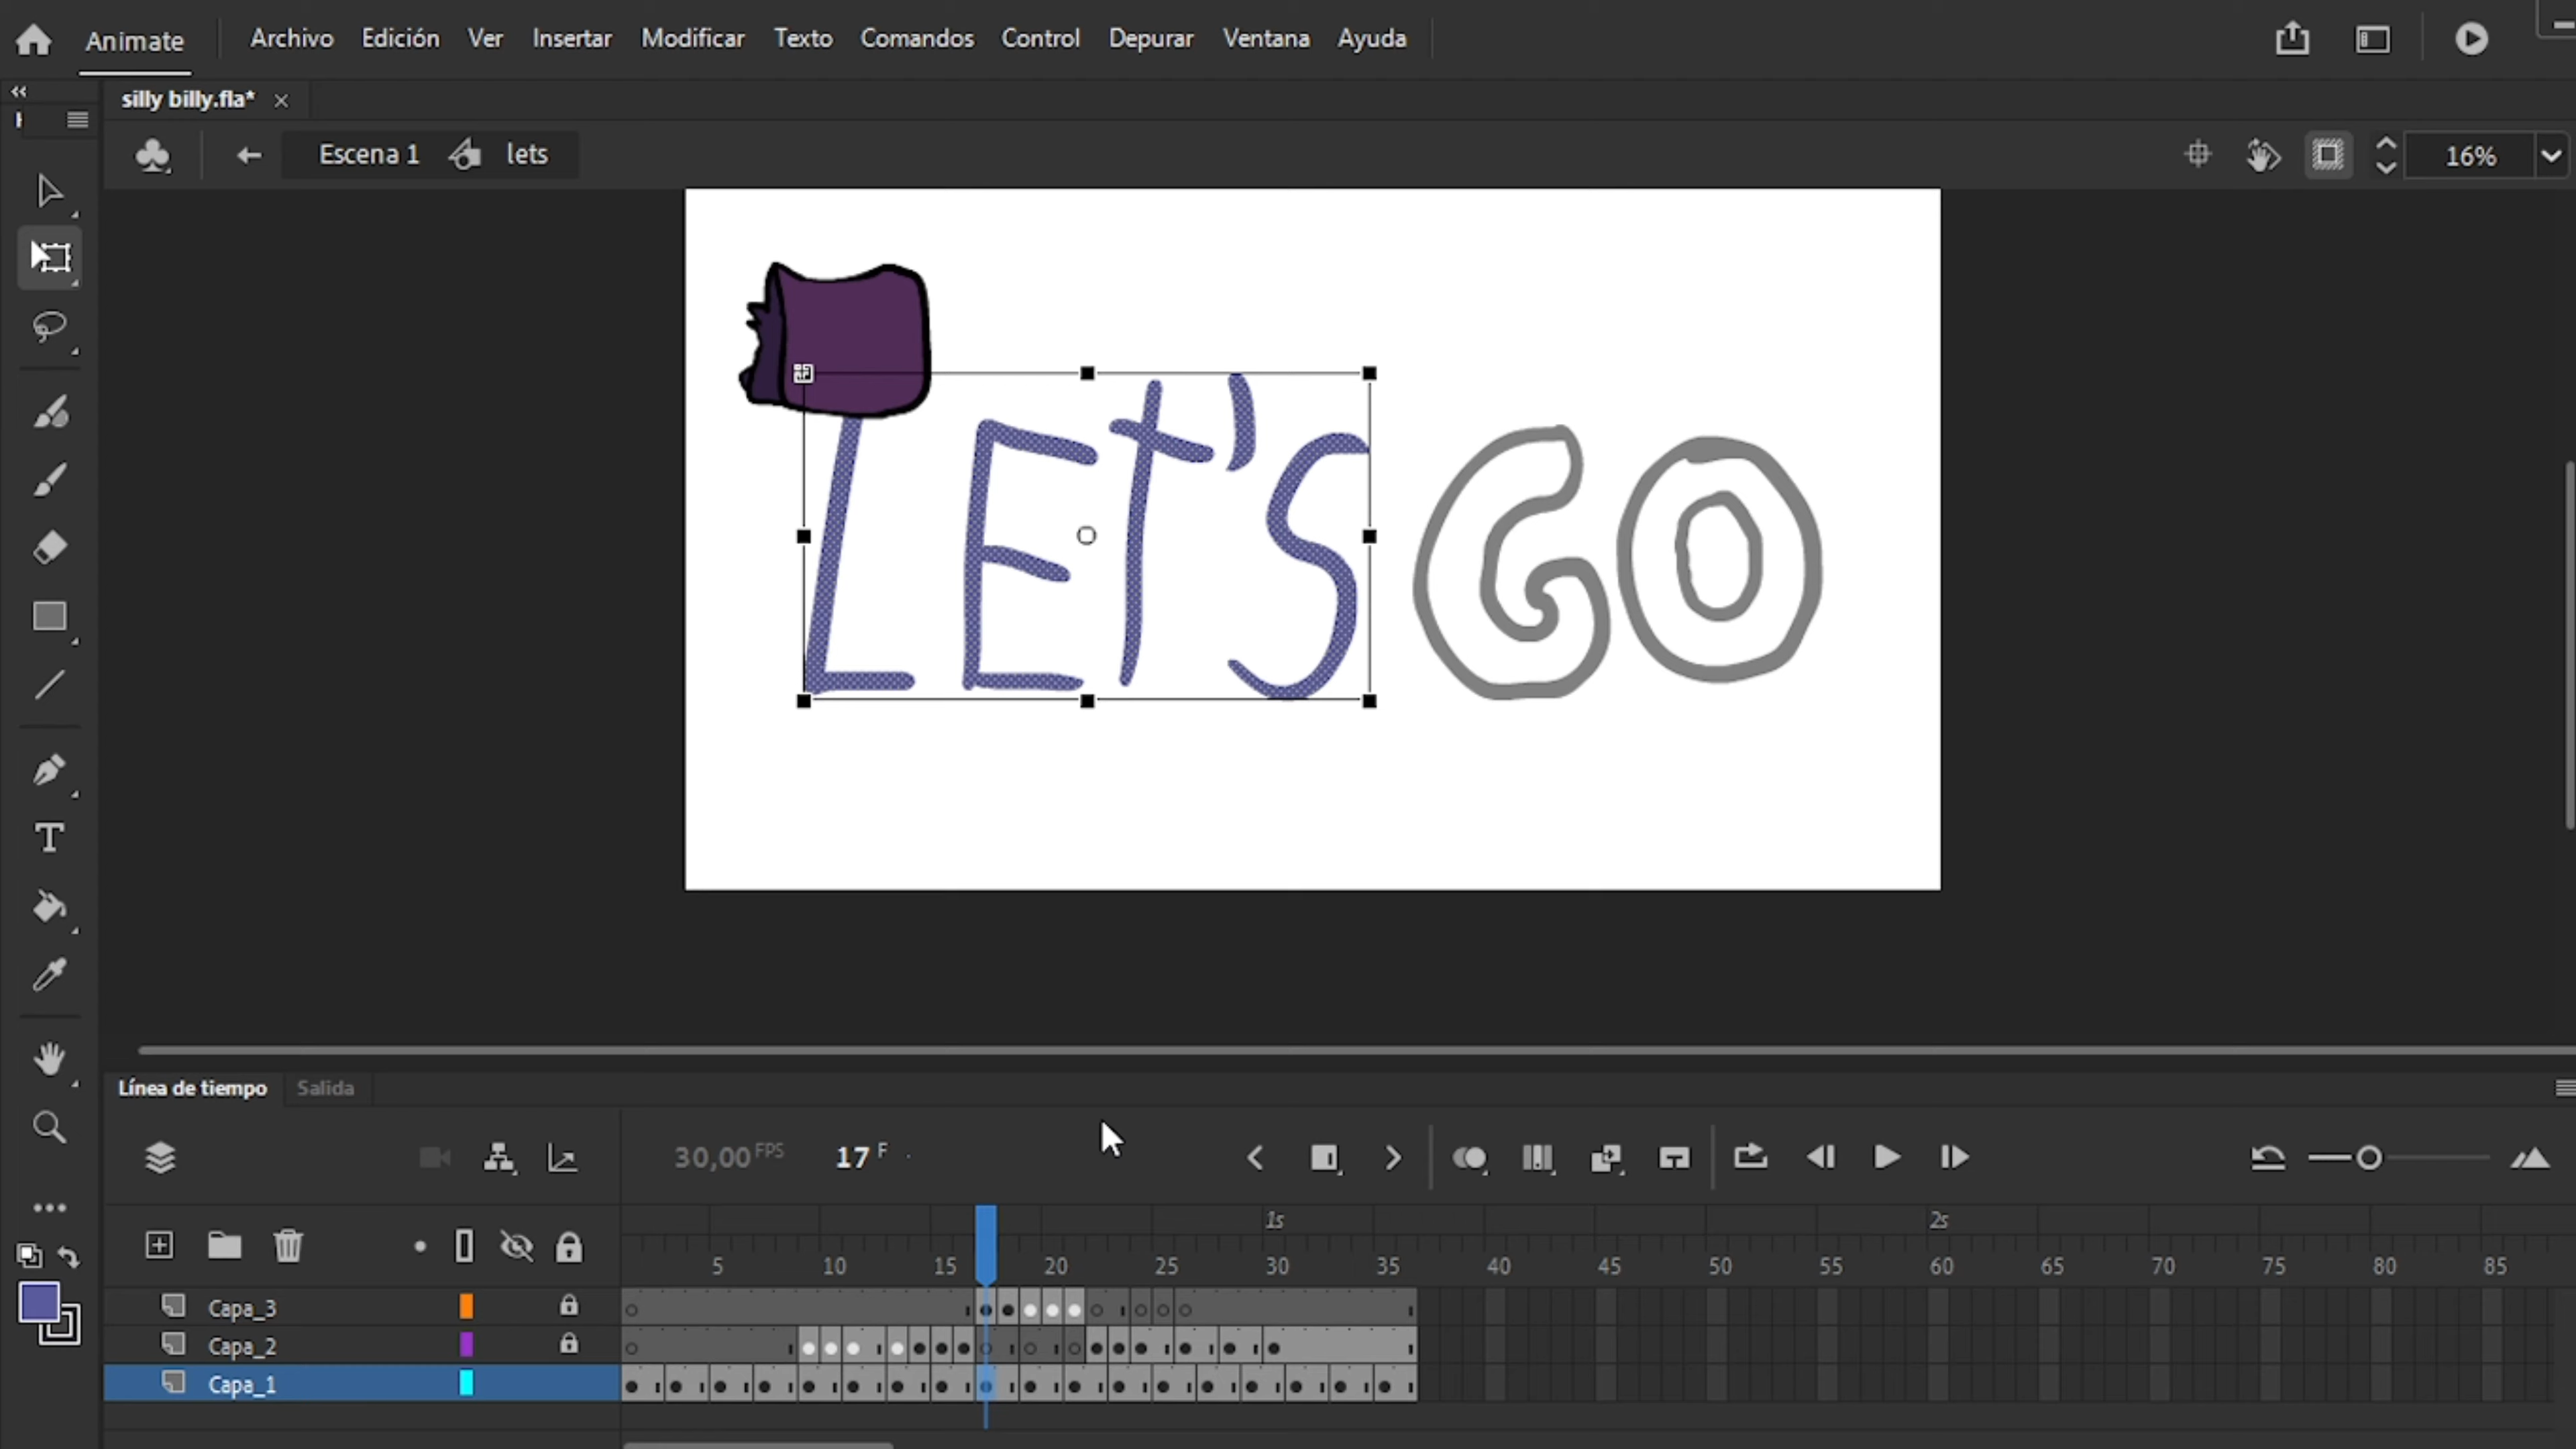 Animate Archivo Edición Ver Insertar Modificar Texto Comandos Control Depurar Ventana Ayuda
silly billy.fla*
Escena 1 lets
16%
LET'S GO
Línea de tiempo Salida
30,00 FPS 17 F
1s 2s
5 10 15 20 25 30 35 40 45 50 55 60 65 70 75 80 85
Capa_3
Capa_2
Capa_1